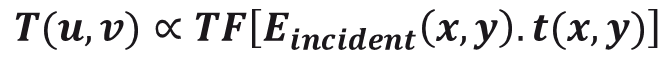 T(u, v) ∝ TF[E_incident(x, y). t(x, y)]